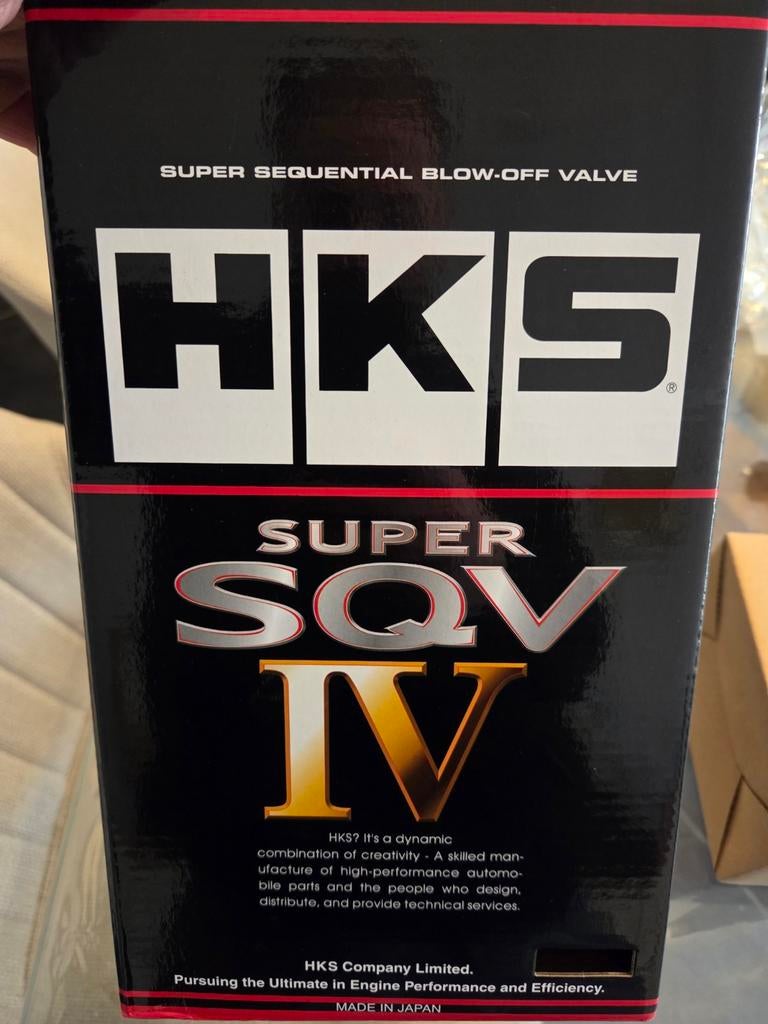 SUPER SEQUENTIAL BLOW-OFF VALVE
HKS®
SUPER
SQV
IV
HKS? It's a dynamic
combination of creativity - A skilled man-
ufacture of high-performance automo-
bile parts and the people who design,
distribute, and provide technical services.
HKS Company Limited.
Pursuing the Ultimate in Engine Performance and Efficiency.
MADE IN JAPAN